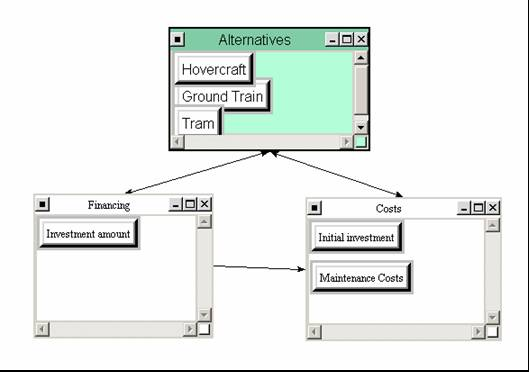 Alternatives
Hovercraft
Ground Train
Tram
Financing
Investment amount
Costs
Initial investment
Maintenance Costs